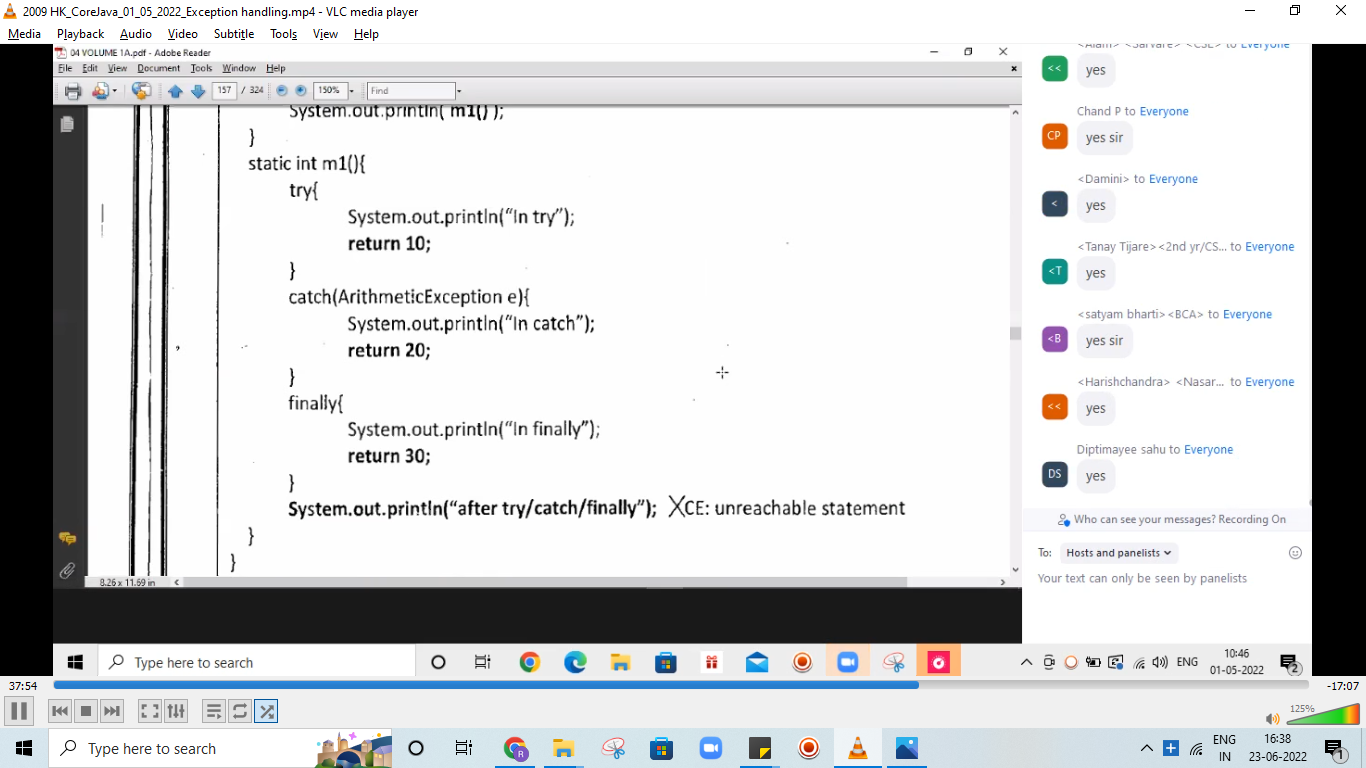 2009 HK_CoreJava_01_05_2022_Exception handling.mp4 - VLC media player
Media Playback Audio Video Subtitle Tools View Help
04 VOLUME 1A.pdf - Adobe Reader
File Edit View Document Tools Window Help
157 / 324 150% Find
System.out.println( m1() );
}
static int m1(){
try{
System.out.println("In try");
return 10;
}
catch(ArithmeticException e){
System.out.println("In catch");
return 20;
}
finally{
System.out.println("In finally");
return 30;
}
System.out.println("after try/catch/finally"); XCE: unreachable statement
}
}
8.26 x 11.69 in
<Alam> <Sarvare> <CSE> to Everyone
<<
yes
Chand P to Everyone
CP
yes sir
<Damini> to Everyone
<
yes
<Tanay Tijare><2nd yr/CS... to Everyone
<T
yes
<satyam bharti><BCA> to Everyone
<B
yes sir
<Harishchandra> <Nasar... to Everyone
<<
yes
Diptimayee sahu to Everyone
DS
yes
Who can see your messages? Recording On
To: Hosts and panelists
Your text can only be seen by panelists
Type here to search
ENG
10:46
01-05-2022
2
37:54
-17:07
125%
Type here to search
ENG
IN
16:38
23-06-2022
1